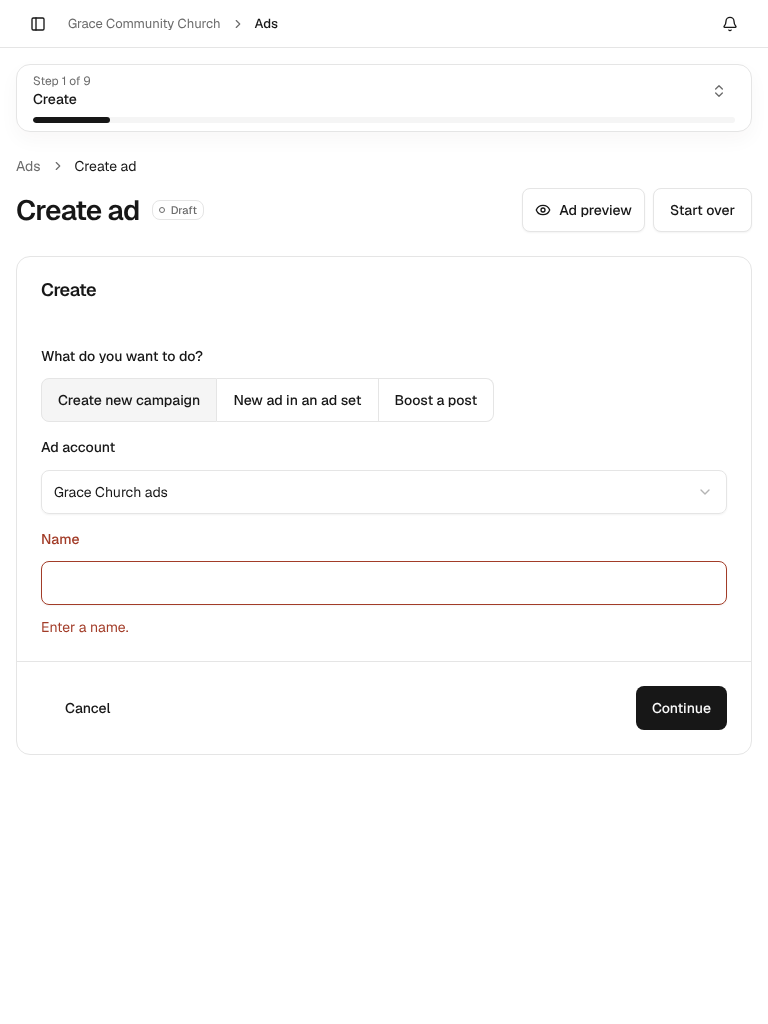 Grace Community Church > Ads
Step 1 of 9
Create
Ads > Create ad
Create ad
Draft
Ad preview
Start over
Create
What do you want to do?
Create new campaign
New ad in an ad set
Boost a post
Ad account
Grace Church ads
Name
Enter a name.
Cancel
Continue